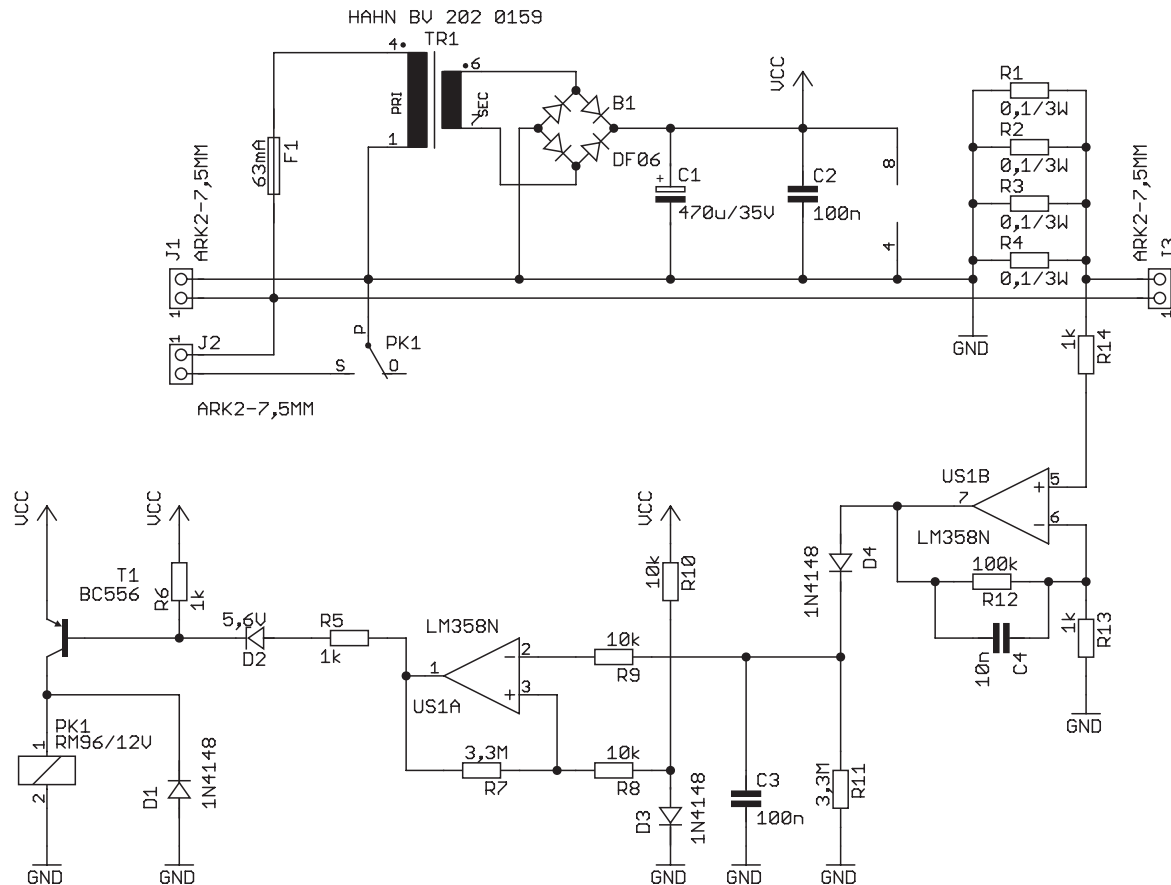 HAHN BV 202 0159
TR1
4
PRI
1
6
SEC
7
B1
DF06
VCC
63mA
F1
C1
+
470u/35V
C2
100n
8
4
R1
0,1/3W
R2
0,1/3W
R3
0,1/3W
R4
0,1/3W
J1
ARK2-7,5MM
1
J2
1
ARK2-7,5MM
P
PK1
S
O
GND
ARK2-7,5MM
J3
1
1k
R14
US1B
7
+
5
-
6
LM358N
100k
R12
10n
C4
1k
R13
GND
VCC
VCC
T1
BC556
R6
1k
5,6V
D2
R5
1k
LM358N
1
-
2
+
3
US1A
3,3M
R7
10k
R8
10k
R9
VCC
10k
R10
1N4148
D4
PK1
RM96/12V
1
2
D1
1N4148
D3
1N4148
C3
100n
3,3M
R11
GND
GND
GND
GND
GND